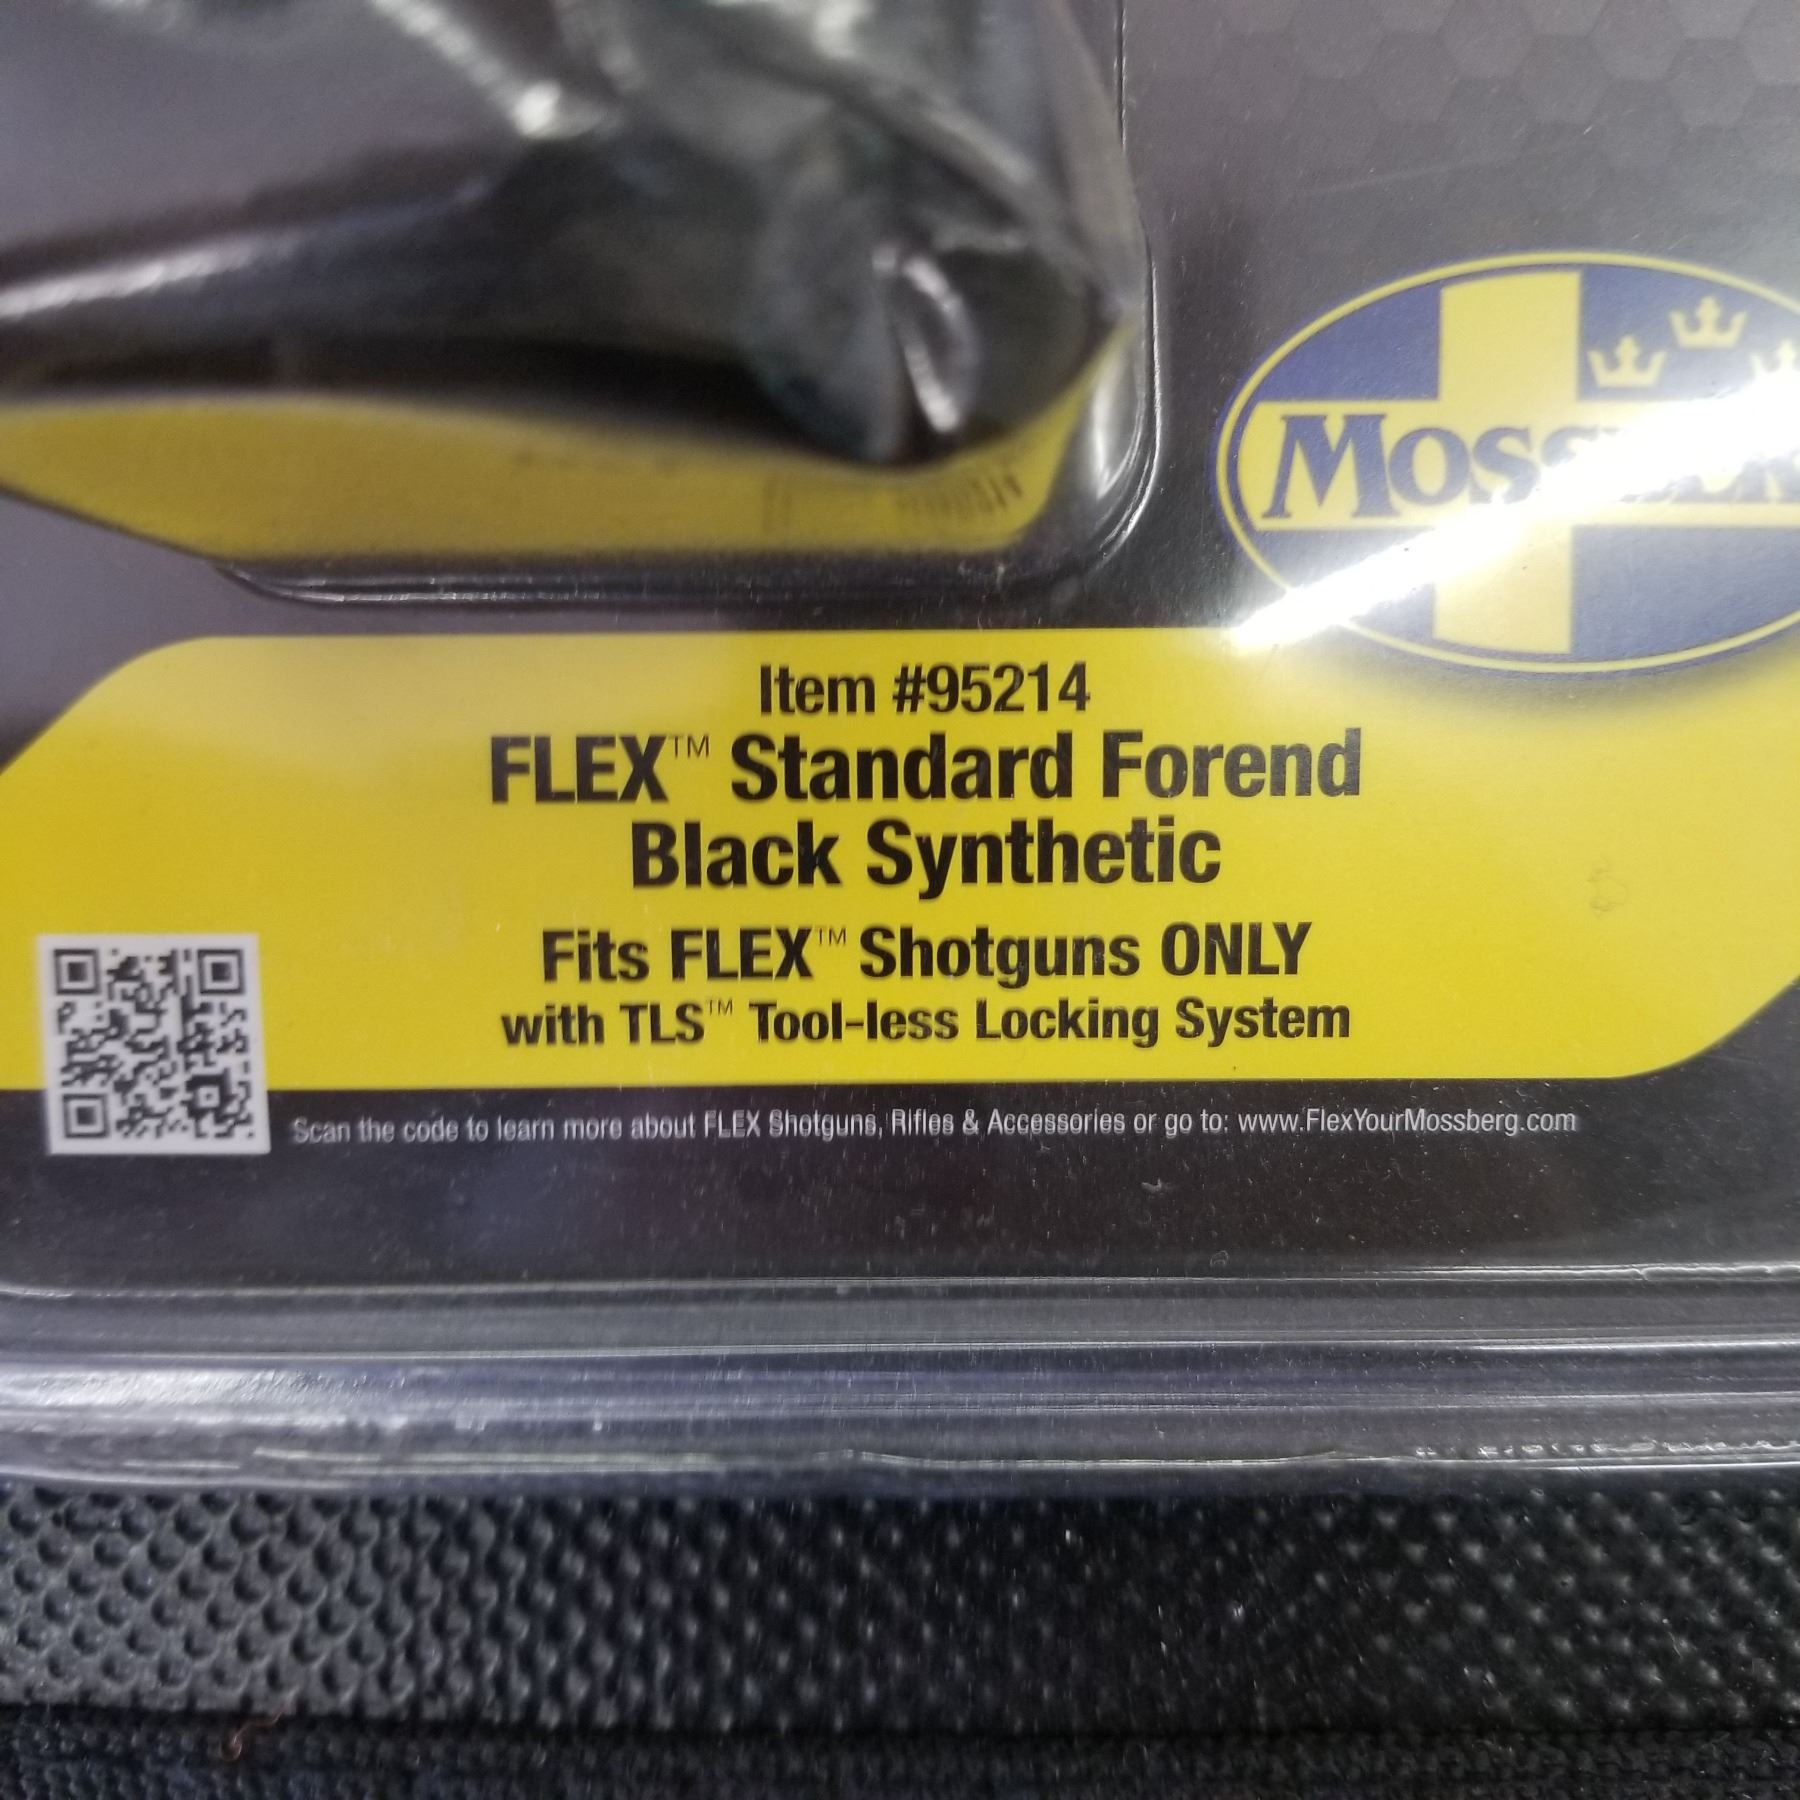 Item #95214
FLEX™ Standard Forend
Black Synthetic
Fits FLEX™ Shotguns ONLY
with TLS™ Tool-less Locking System
Scan the code to learn more about FLEX Shotguns, Rifles & Accessories or go to: www.FlexYourMossberg.com